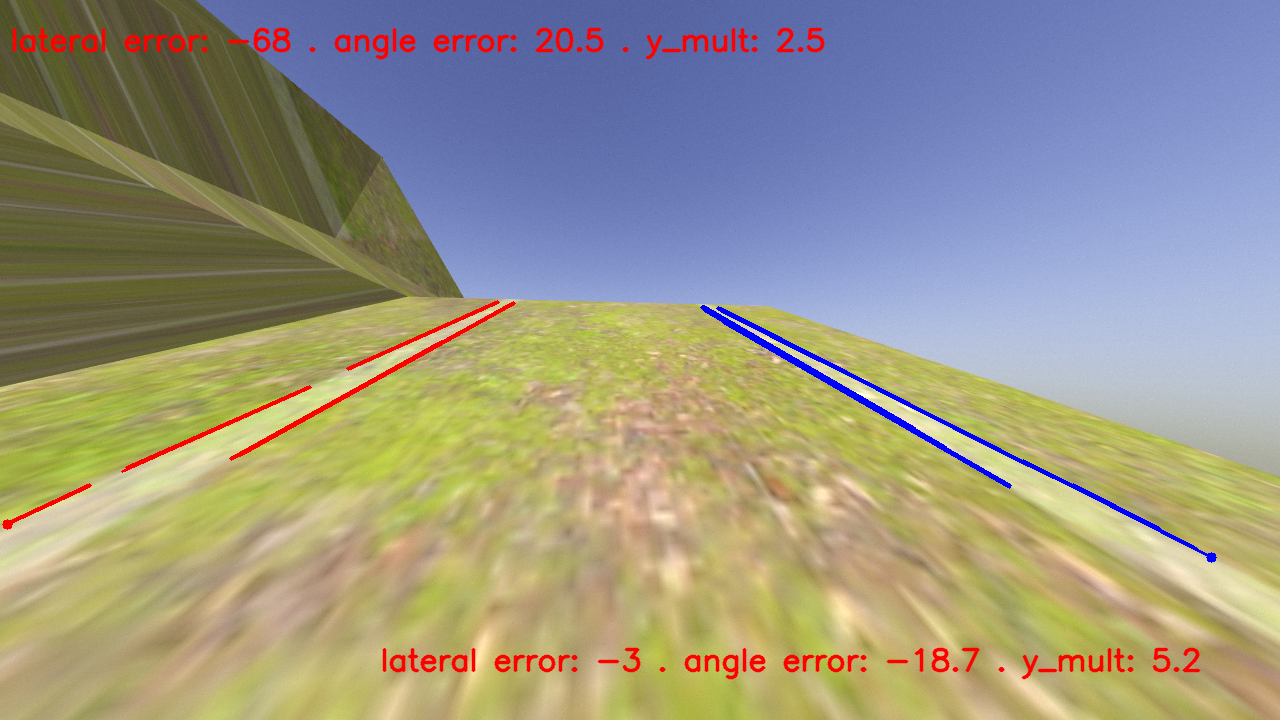 lateral error: -68 . angle error: 20.5 . y_mult: 2.5
lateral error: -3 . angle error: -18.7 . y_mult: 5.2